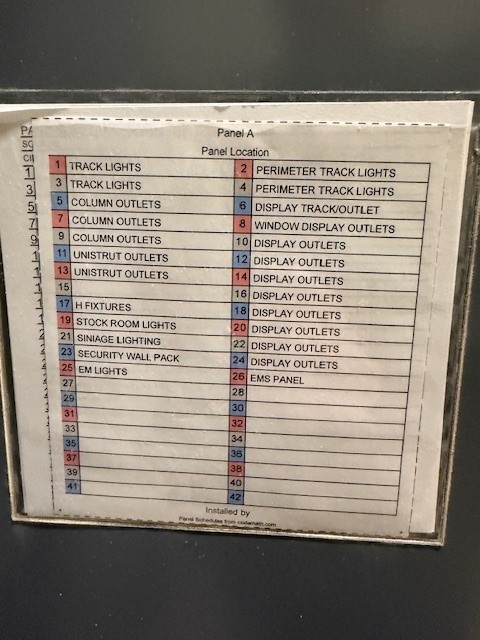 Panel A
Panel Location
1 TRACK LIGHTS 2 PERIMETER TRACK LIGHTS
3 TRACK LIGHTS 4 PERIMETER TRACK LIGHTS
5 COLUMN OUTLETS 6 DISPLAY TRACK/OUTLET
7 COLUMN OUTLETS 8 WINDOW DISPLAY OUTLETS
9 COLUMN OUTLETS 10 DISPLAY OUTLETS
11 UNISTRUT OUTLETS 12 DISPLAY OUTLETS
13 UNISTRUT OUTLETS 14 DISPLAY OUTLETS
15 16 DISPLAY OUTLETS
17 H FIXTURES 18 DISPLAY OUTLETS
19 STOCK ROOM LIGHTS 20 DISPLAY OUTLETS
21 SINIAGE LIGHTING 22 DISPLAY OUTLETS
23 SECURITY WALL PACK 24 DISPLAY OUTLETS
25 EM LIGHTS 26 EMS PANEL
27 28
29 30
31 32
33 34
35 36
37 38
39 40
41 42
Installed by
Panel Schedules from codemath.com